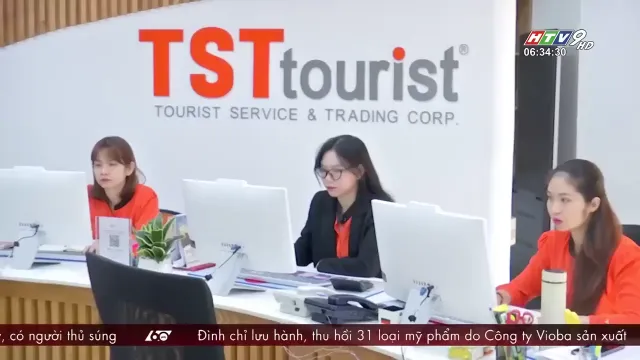 HTV9 HD
06:34:30
TSTtourist®
TOURIST SERVICE & TRADING CORP.
, có người thủ súng
60
Đình chỉ lưu hành, thu hồi 31 loại mỹ phẩm do Công ty Vioba sản xuất